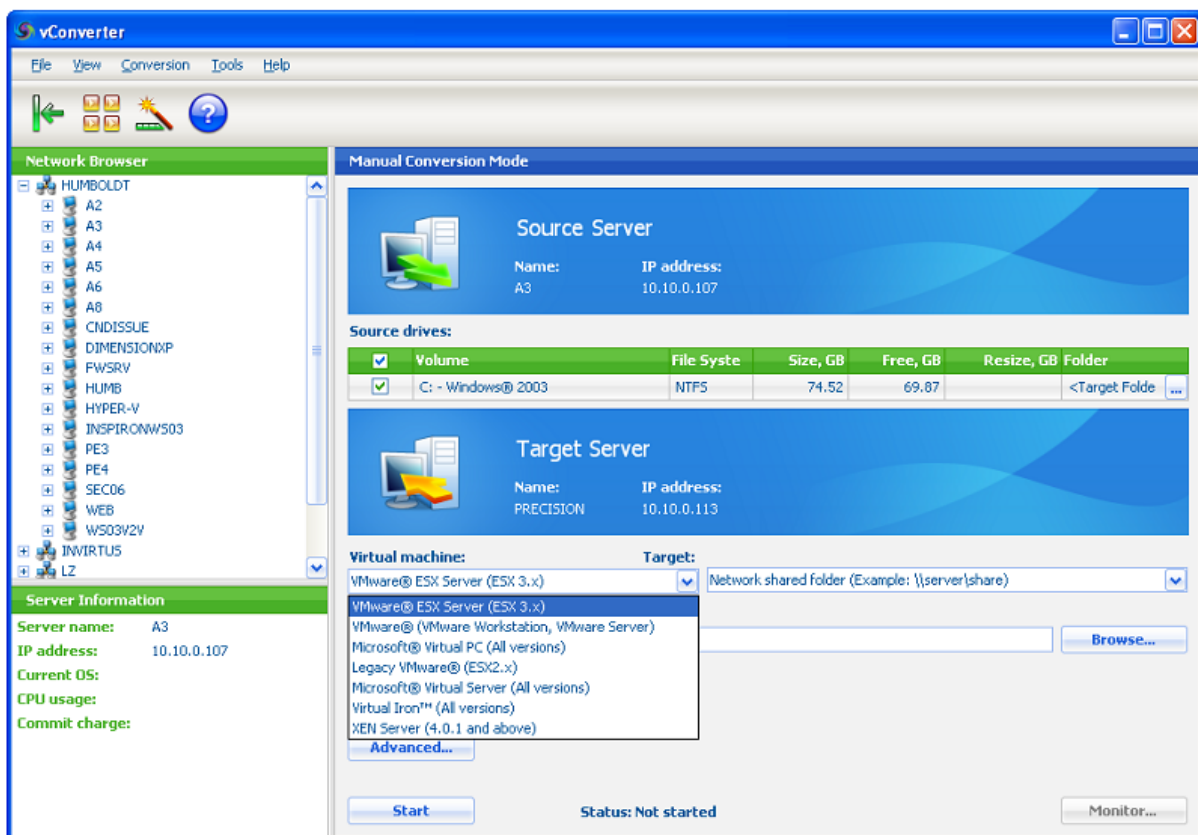 vConverter
File View Conversion Tools Help
Network Browser
HUMBOLDT
A2
A3
A4
A5
A6
A8
CNDISSUE
DIMENSIONXP
FWSRV
HUMB
HYPER-V
INSPIRONWS03
PE3
PE4
SEC06
WEB
WS03V2V
INVIRTUS
LZ
Server Information
Server name: A3
IP address: 10.10.0.107
Current OS:
CPU usage:
Commit charge:
Manual Conversion Mode
Source Server
Name: IP address:
A3 10.10.0.107
Source drives:
Volume File Syste Size, GB Free, GB Resize, GB Folder
C: - Windows® 2003 NTFS 74.52 69.87 <Target Folde ...
Target Server
Name: IP address:
PRECISION 10.10.0.113
Virtual machine: Target:
VMware® ESX Server (ESX 3.x) Network shared folder (Example: \\server\share)
VMware® ESX Server (ESX 3.x)
VMware® (VMware Workstation, VMware Server)
Microsoft® Virtual PC (All versions)
Legacy VMware® (ESX2.x)
Microsoft® Virtual Server (All versions)
Virtual Iron™ (All versions)
XEN Server (4.0.1 and above)
Browse...
Advanced...
Start Status: Not started Monitor...